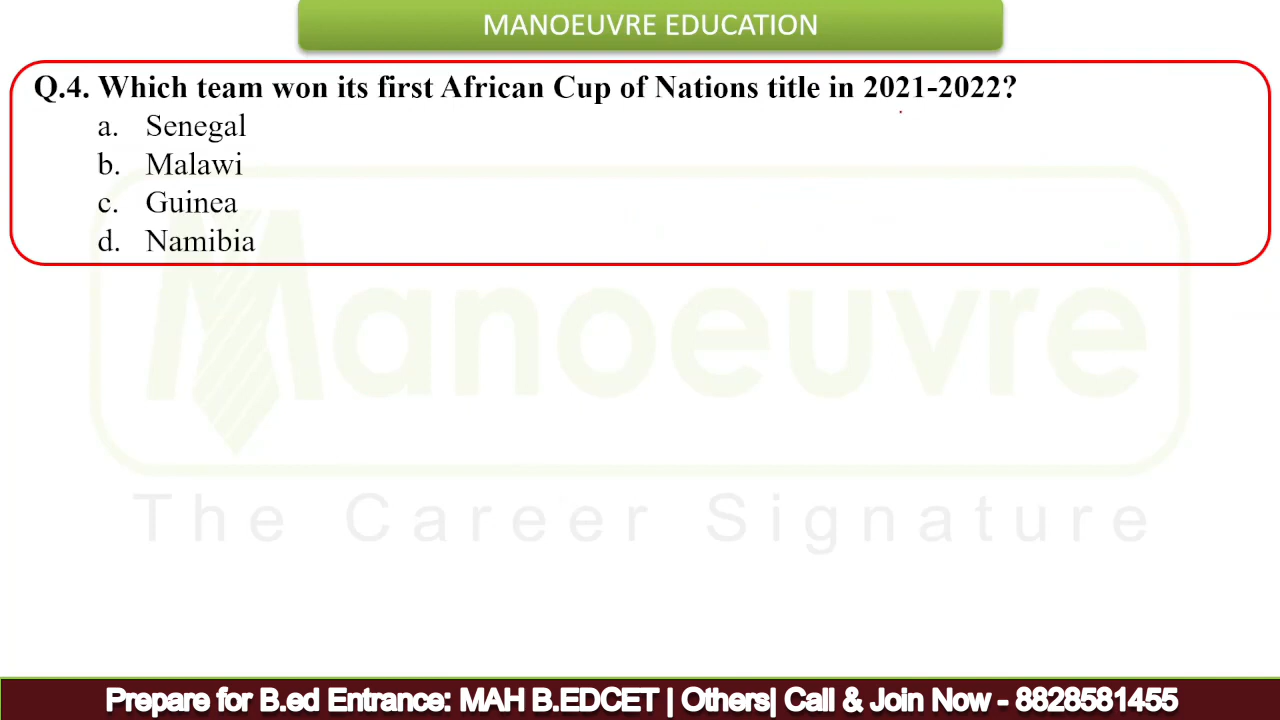 MANOEUVRE EDUCATION
Q.4. Which team won its first African Cup of Nations title in 2021-2022?
a. Senegal
b. Malawi
c. Guinea
d. Namibia
Manoeuvre
The Career Signature
Prepare for B.ed Entrance: MAH B.EDCET | Others| Call & Join Now - 8828581455